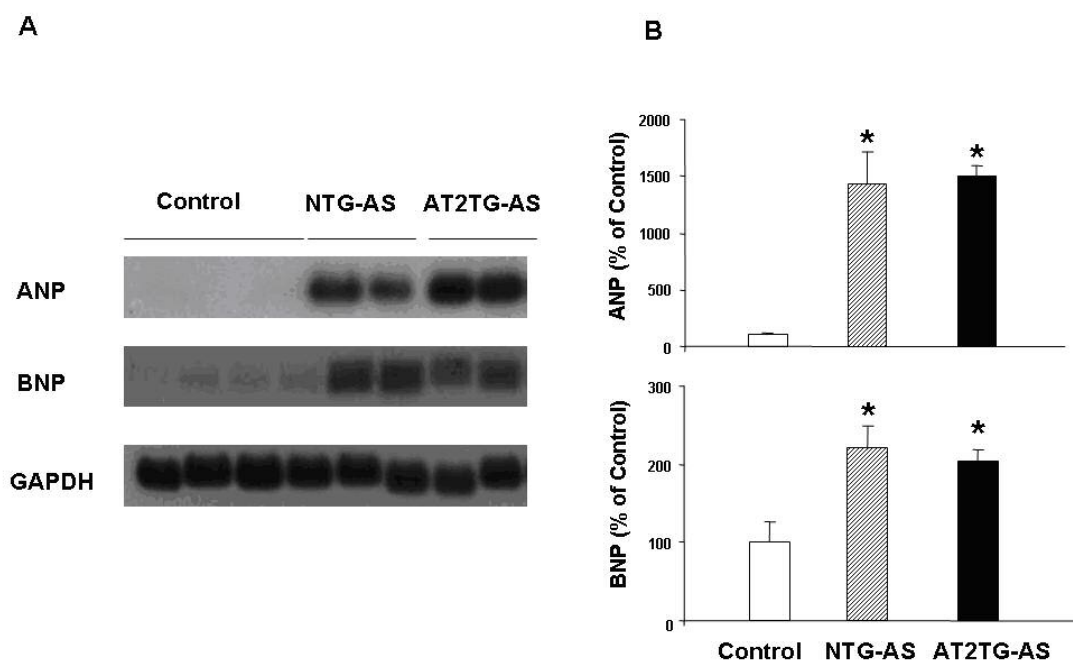 A
Control NTG-AS AT2TG-AS
ANP
BNP
GAPDH
B
ANP (% of Control)
2000
1500
1000
500
0
*
*
BNP (% of Control)
300
200
100
0
*
*
Control NTG-AS AT2TG-AS